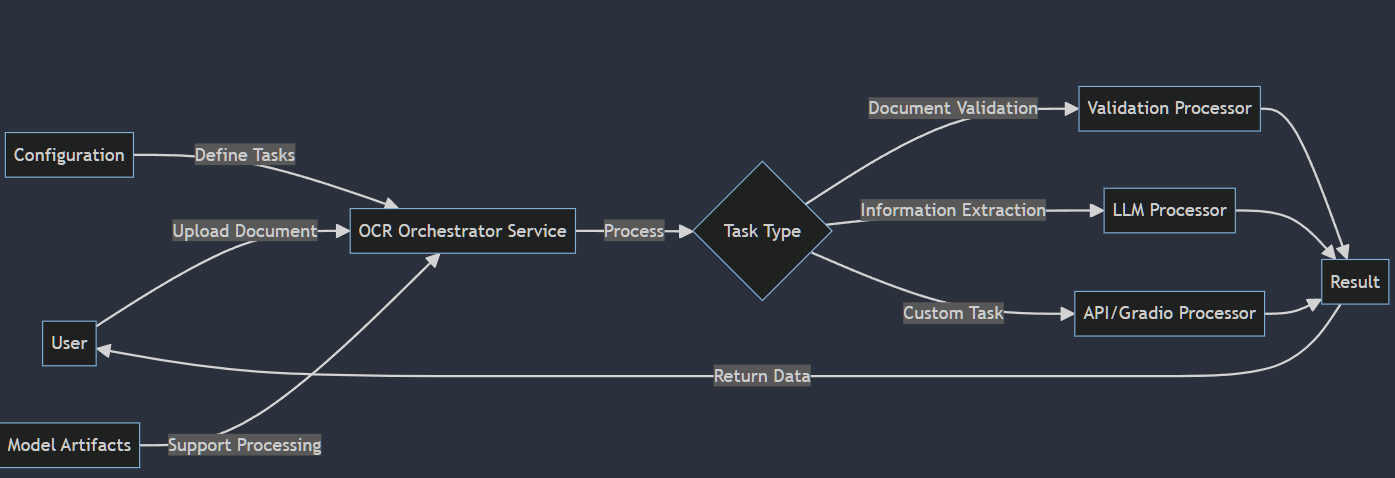 Document Validation
Validation Processor
Configuration
Define Tasks
Information Extraction
LLM Processor
Upload Document
OCR Orchestrator Service
Process
Task Type
Result
Custom Task
API/Gradio Processor
User
Return Data
Model Artifacts
Support Processing